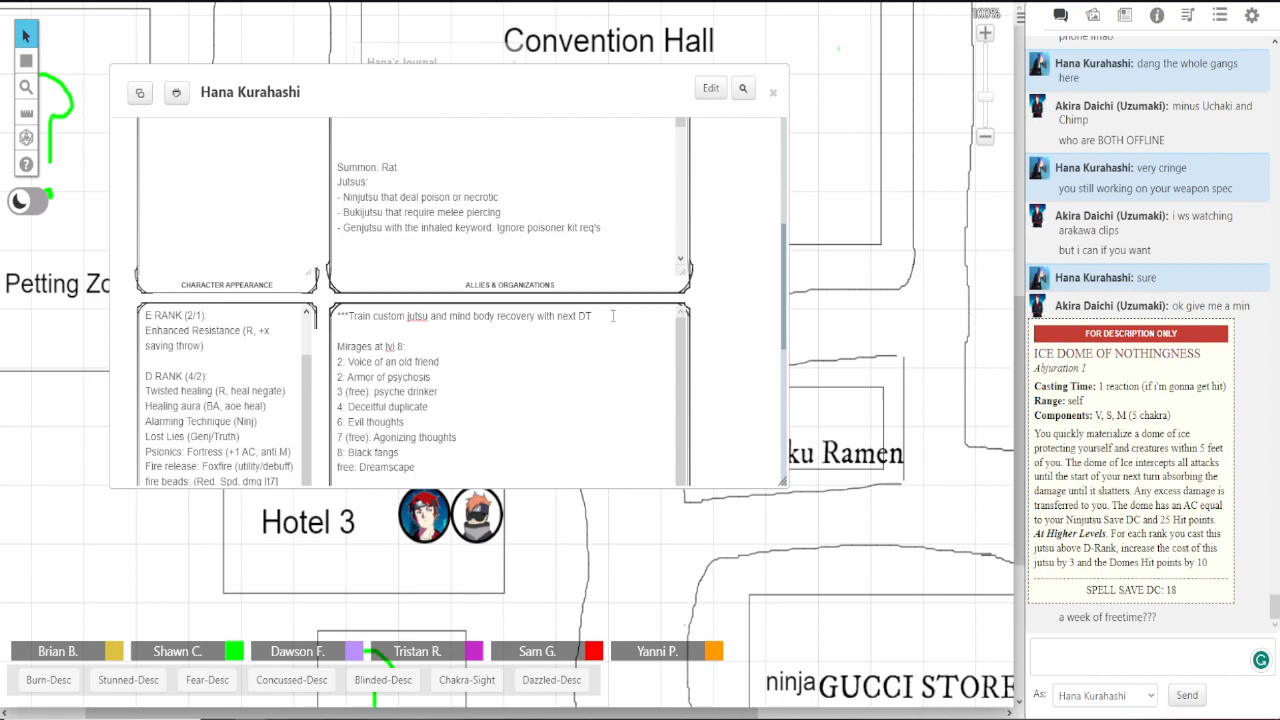 100%
Convention Hall
Hana's Journal
Hana Kurahashi
Edit
Summon: Rat
Jutsus:
- Ninjutsu that deal poison or necrotic
- Bukijutsu that require melee piercing
- Genjutsu with the inhaled keyword. Ignore poisoner kit req's
CHARACTER APPEARANCE
ALLIES & ORGANIZATIONS
E RANK (2/1):
Enhanced Resistance (R, +x
saving throw)
D RANK (4/2):
Twisted healing (R, heal negate)
Healing aura (BA, aoe heal)
Alarming Technique (Ninj)
Lost Lies (Genj/Truth)
Psionics: Fortress (+1 AC, anti.M)
Fire release: Foxfire (utility/debuff)
fire beads: (Red. Spd. dmg [t7]
***Train custom jutsu and mind body recovery with next DT
Mirages at lvl 8:
2: Voice of an old friend
2: Armor of psychosis
3 (free): psyche drinker
4: Deceitful duplicate
6: Evil thoughts
7 (free): Agonizing thoughts
8: Black fangs
free: Dreamscape
Petting Zo
ku Ramen
Hotel 3
ninja GUCCI STORE
Brian B.
Shawn C.
Dawson F.
Tristan R.
Sam G.
Yanni P.
Burn-Desc
Stunned-Desc
Fear-Desc
Concussed-Desc
Blinded-Desc
Chakra-Sight
Dazzled-Desc
phone lmao
Hana Kurahashi: dang the whole gangs
here
Akira Daichi (Uzumaki): minus Uchaki and
Chimp
who are BOTH OFFLINE
Hana Kurahashi: very cringe
you still working on your weapon spec
Akira Daichi (Uzumaki): i ws watching
arakawa clips
but i can if you want
Hana Kurahashi: sure
Akira Daichi (Uzumaki): ok give me a min
FOR DESCRIPTION ONLY
ICE DOME OF NOTHINGNESS
Abjuration 1
Casting Time: 1 reaction (if i'm gonna get hit)
Range: self
Components: V, S, M (5 chakra)
You quickly materialize a dome of ice
protecting yourself and creatures within 5 feet
of you. The dome of Ice intercepts all attacks
until the start of your next turn absorbing the
damage until it shatters. Any excess damage is
transferred to you. The dome has an AC equal
to your Ninjutsu Save DC and 25 Hit points.
At Higher Levels. For each rank you cast this
jutsu above D-Rank, increase the cost of this
jutsu by 3 and the Domes Hit points by 10
SPELL SAVE DC: 18
a week of freetime???
As:
Hana Kurahashi
Send